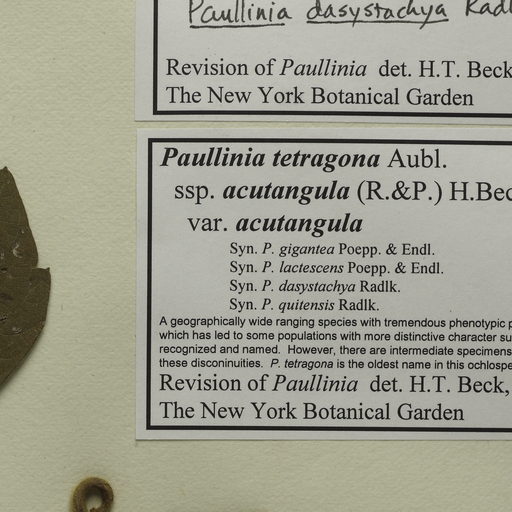 Paullinia dasystachya Radl
Revision of Paullinia det. H.T. Beck
The New York Botanical Garden
Paullinia tetragona Aubl.
ssp. acutangula (R.&P.) H.Bec
var. acutangula
Syn. P. gigantea Poepp. & Endl.
Syn. P. lactescens Poepp. & Endl.
Syn. P. dasystachya Radlk.
Syn. P. quitensis Radlk.
A geographically wide ranging species with tremendous phenotypic p
which has led to some populations with more distinctive character su
recognized and named. However, there are intermediate specimens
these disconinuities. P. tetragona is the oldest name in this ochlospe
Revision of Paullinia det. H.T. Beck,
The New York Botanical Garden